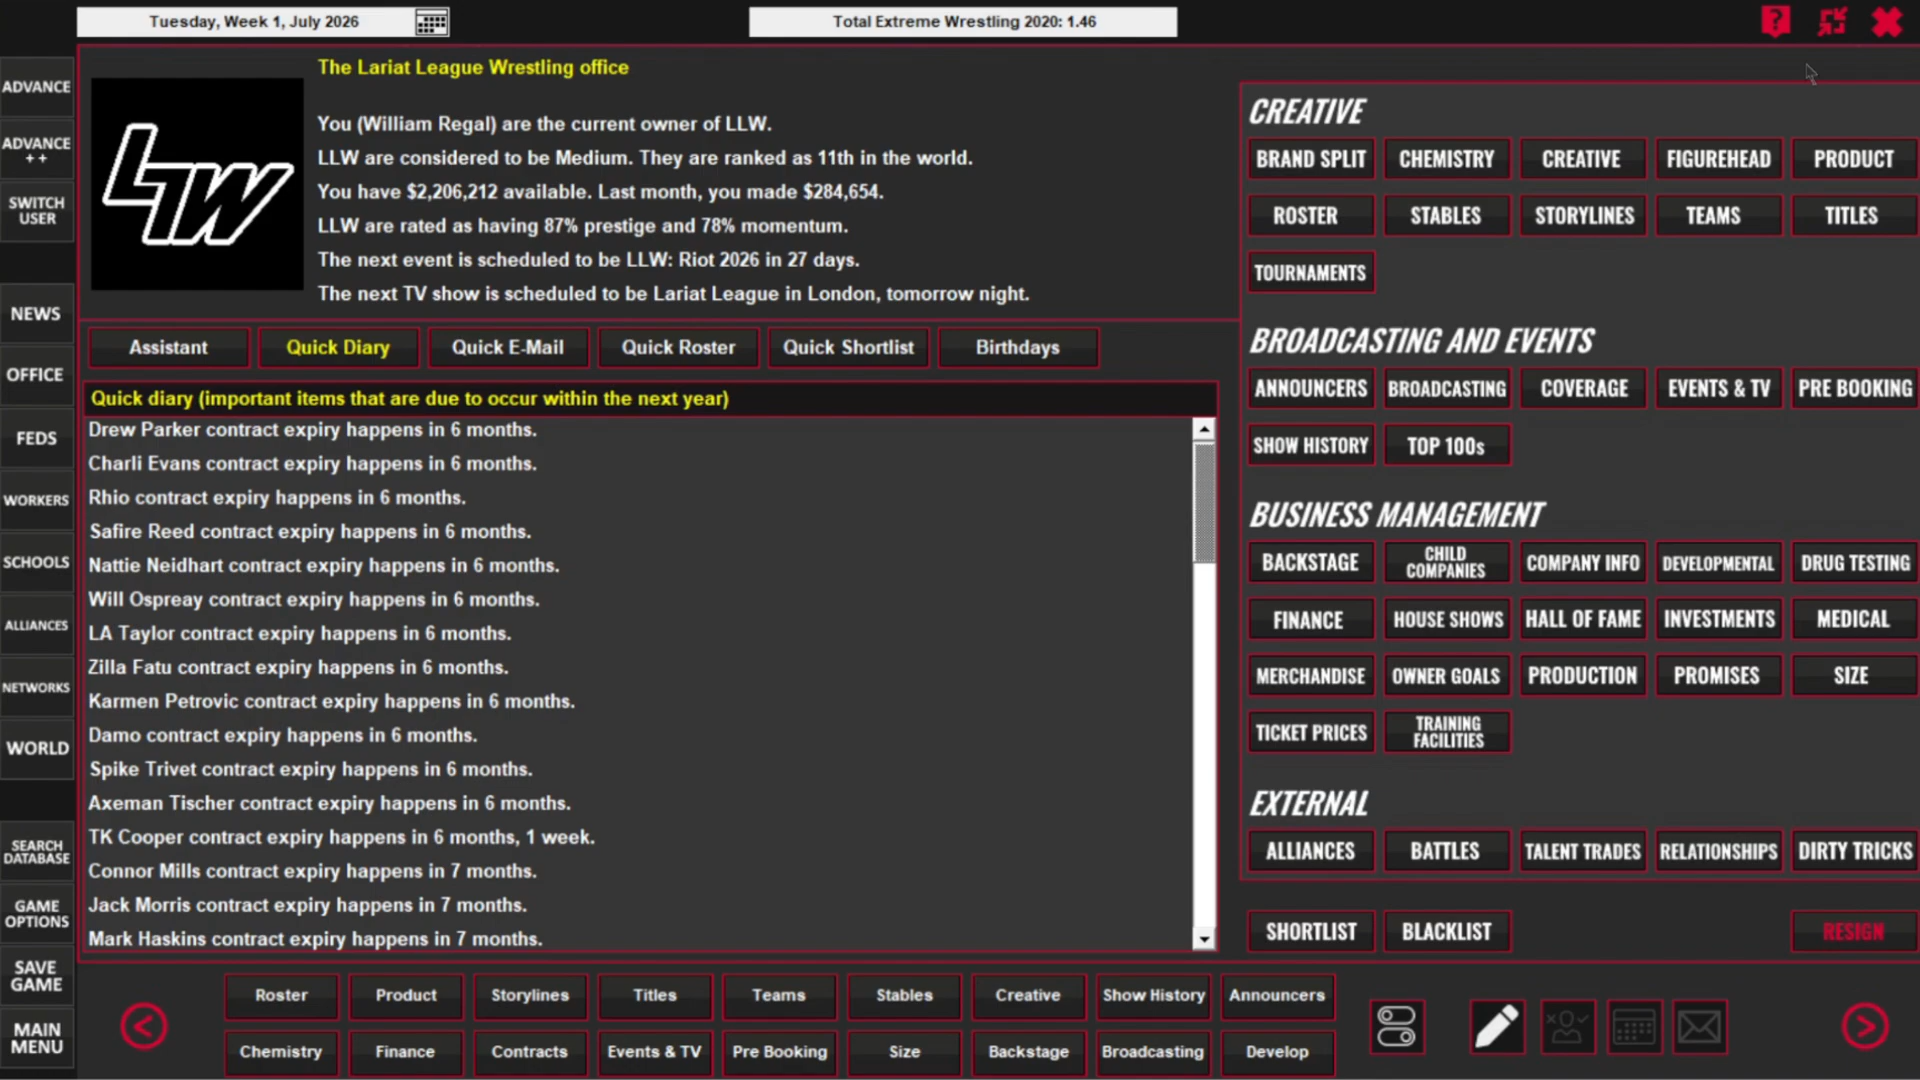 Tuesday, Week 1, July 2026
Total Extreme Wrestling 2020: 1.46
ADVANCE
ADVANCE
++
SWITCH
USER
NEWS
OFFICE
FEDS
WORKERS
SCHOOLS
ALLIANCES
NETWORKS
WORLD
SEARCH
DATABASE
GAME
OPTIONS
SAVE
GAME
MAIN
MENU
LLW
The Lariat League Wrestling office
You (William Regal) are the current owner of LLW.
LLW are considered to be Medium. They are ranked as 11th in the world.
You have $2,206,212 available. Last month, you made $284,654.
LLW are rated as having 87% prestige and 78% momentum.
The next event is scheduled to be LLW: Riot 2026 in 27 days.
The next TV show is scheduled to be Lariat League in London, tomorrow night.
Assistant Quick Diary Quick E-Mail Quick Roster Quick Shortlist Birthdays
Quick diary (important items that are due to occur within the next year)
Drew Parker contract expiry happens in 6 months.
Charli Evans contract expiry happens in 6 months.
Rhio contract expiry happens in 6 months.
Safire Reed contract expiry happens in 6 months.
Nattie Neidhart contract expiry happens in 6 months.
Will Ospreay contract expiry happens in 6 months.
LA Taylor contract expiry happens in 6 months.
Zilla Fatu contract expiry happens in 6 months.
Karmen Petrovic contract expiry happens in 6 months.
Damo contract expiry happens in 6 months.
Spike Trivet contract expiry happens in 6 months.
Axeman Tischer contract expiry happens in 6 months.
TK Cooper contract expiry happens in 6 months, 1 week.
Connor Mills contract expiry happens in 7 months.
Jack Morris contract expiry happens in 7 months.
Mark Haskins contract expiry happens in 7 months.
CREATIVE
BRAND SPLIT CHEMISTRY CREATIVE FIGUREHEAD PRODUCT
ROSTER STABLES STORYLINES TEAMS TITLES
TOURNAMENTS
BROADCASTING AND EVENTS
ANNOUNCERS BROADCASTING COVERAGE EVENTS & TV PRE BOOKING
SHOW HISTORY TOP 100s
BUSINESS MANAGEMENT
BACKSTAGE CHILD COMPANIES COMPANY INFO DEVELOPMENTAL DRUG TESTING
FINANCE HOUSE SHOWS HALL OF FAME INVESTMENTS MEDICAL
MERCHANDISE OWNER GOALS PRODUCTION PROMISES SIZE
TICKET PRICES TRAINING FACILITIES
EXTERNAL
ALLIANCES BATTLES TALENT TRADES RELATIONSHIPS DIRTY TRICKS
SHORTLIST BLACKLIST RESIGN
Roster Product Storylines Titles Teams Stables Creative Show History Announcers
Chemistry Finance Contracts Events & TV Pre Booking Size Backstage Broadcasting Develop